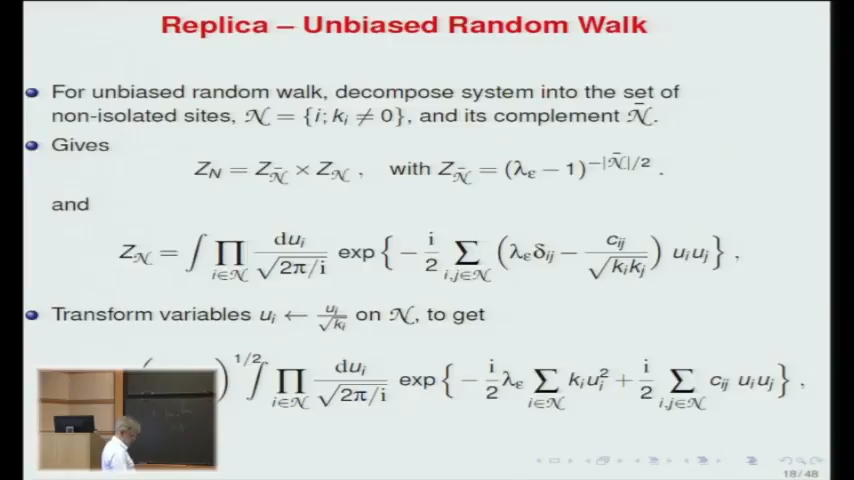 Replica – Unbiased Random Walk
For unbiased random walk, decompose system into the set of
non-isolated sites, 𝒩 = {i; kᵢ ≠ 0}, and its complement 𝒩̄.
Gives
Z_N = Z_𝒩̄ × Z_𝒩 , with Z_𝒩̄ = (λ_ε − 1)^{−|𝒩̄|/2} .
and
Z_𝒩 = ∫ ∏_{i∈𝒩} du_i/√(2π/i) exp{ − i/2 ∑_{i,j∈𝒩} (λ_ε δ_ij − c_ij/√(k_i k_j)) u_i u_j } ,
Transform variables u_i ← u_i/√k_i on 𝒩, to get
)^{1/2} ∫ ∏_{i∈𝒩} du_i/√(2π/i) exp{ − i/2 λ_ε ∑_{i∈𝒩} k_i u_i² + i/2 ∑_{i,j∈𝒩} c_ij u_i u_j } ,
18/48